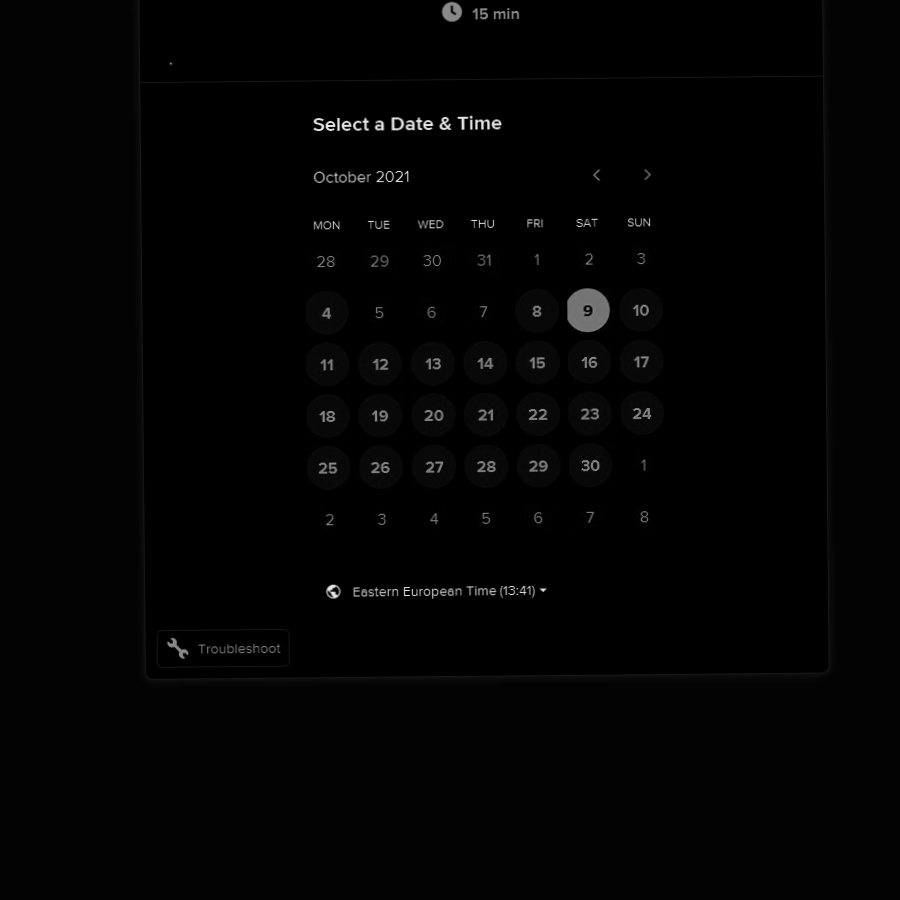 15 min
.
Select a Date & Time
October 2021
MON TUE WED THU FRI SAT SUN
28 29 30 31 1 2 3
4 5 6 7 8 9 10
11 12 13 14 15 16 17
18 19 20 21 22 23 24
25 26 27 28 29 30 1
2 3 4 5 6 7 8
Eastern European Time (13:41)
Troubleshoot